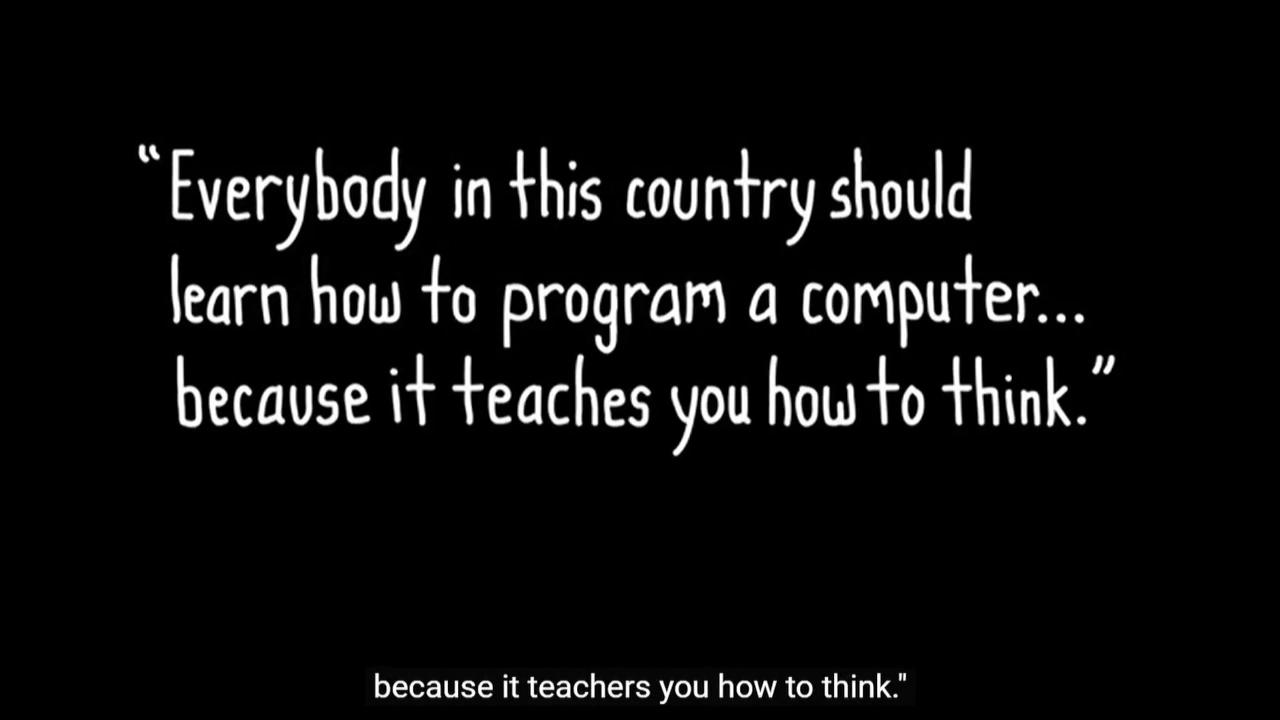 “Everybody in this country should
learn how to program a computer...
because it teaches you how to think.”
because it teachers you how to think."